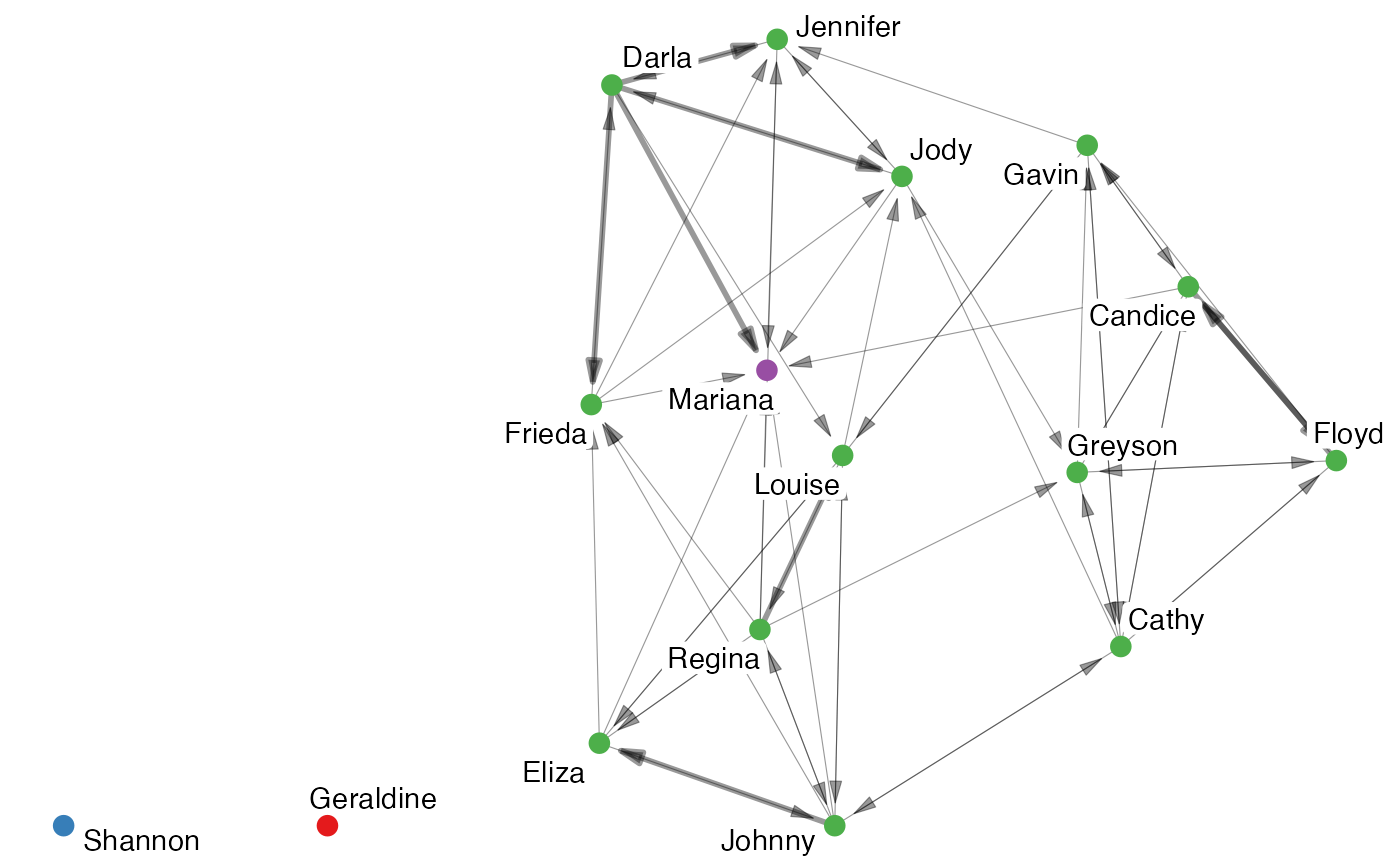 Jennifer
Darla
Jody
Gavin
Candice
Mariana
Frieda
Floyd
Greyson
Louise
Cathy
Regina
Eliza
Geraldine
Shannon
Johnny